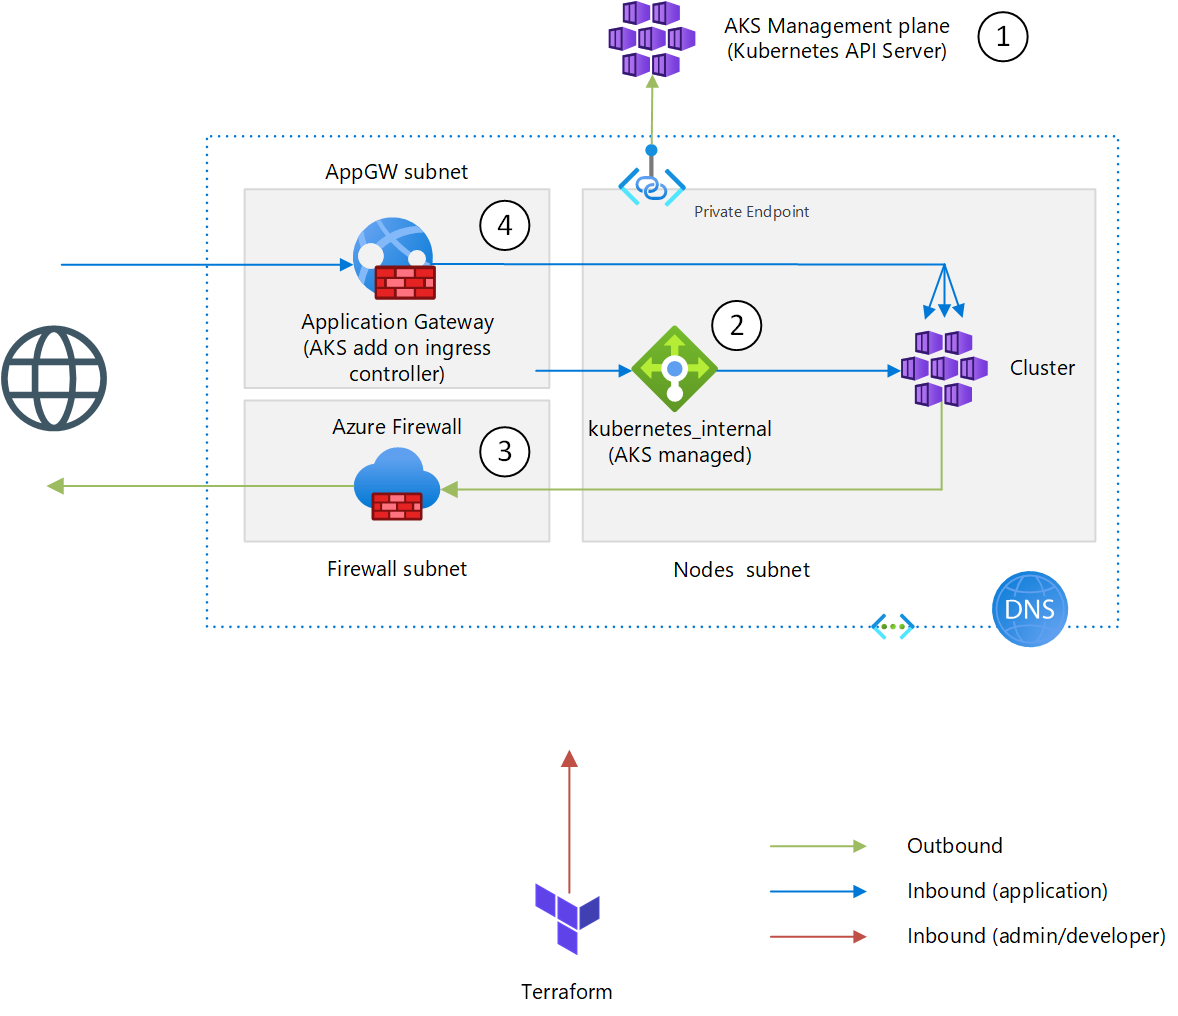 AKS Management plane
(Kubernetes API Server)
1
AppGW subnet
Private Endpoint
4
Application Gateway
(AKS add on ingress
controller)
2
kubernetes_internal
(AKS managed)
Cluster
Azure Firewall
3
Firewall subnet
Nodes subnet
DNS
Outbound
Inbound (application)
Inbound (admin/developer)
Terraform